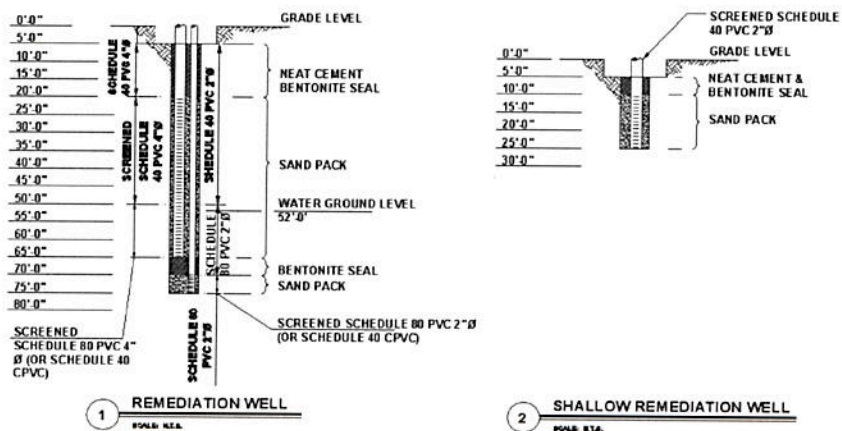 0'-0"
5'-0"
10'-0"
15'-0"
20'-0"
25'-0"
30'-0"
35'-0"
40'-0"
45'-0"
50'-0"
55'-0"
60'-0"
65'-0"
70'-0"
75'-0"
80'-0"
SCHEDULE
40 PVC 4"Ø
SCREENED
SCHEDULE
40 PVC 4"Ø
SHEDULE 40 PVC 2"Ø
SCHEDULE
80 PVC 2"Ø
SCHEDULE 80
PVC 2"Ø
GRADE LEVEL
NEAT CEMENT
BENTONITE SEAL
SAND PACK
WATER GROUND LEVEL
52'-0'
BENTONITE SEAL
SAND PACK
SCREENED SCHEDULE 80 PVC 2"Ø
(OR SCHEDULE 40 CPVC)
SCREENED
SCHEDULE 80 PVC 4"
Ø (OR SCHEDULE 40
CPVC)
1 REMEDIATION WELL
SCALE: N.T.S.
SCREENED SCHEDULE
40 PVC 2"Ø
GRADE LEVEL
0'-0"
5'-0"
10'-0"
15'-0"
20'-0"
25'-0"
30'-0"
NEAT CEMENT &
BENTONITE SEAL
SAND PACK
2 SHALLOW REMEDIATION WELL
SCALE: N.T.S.